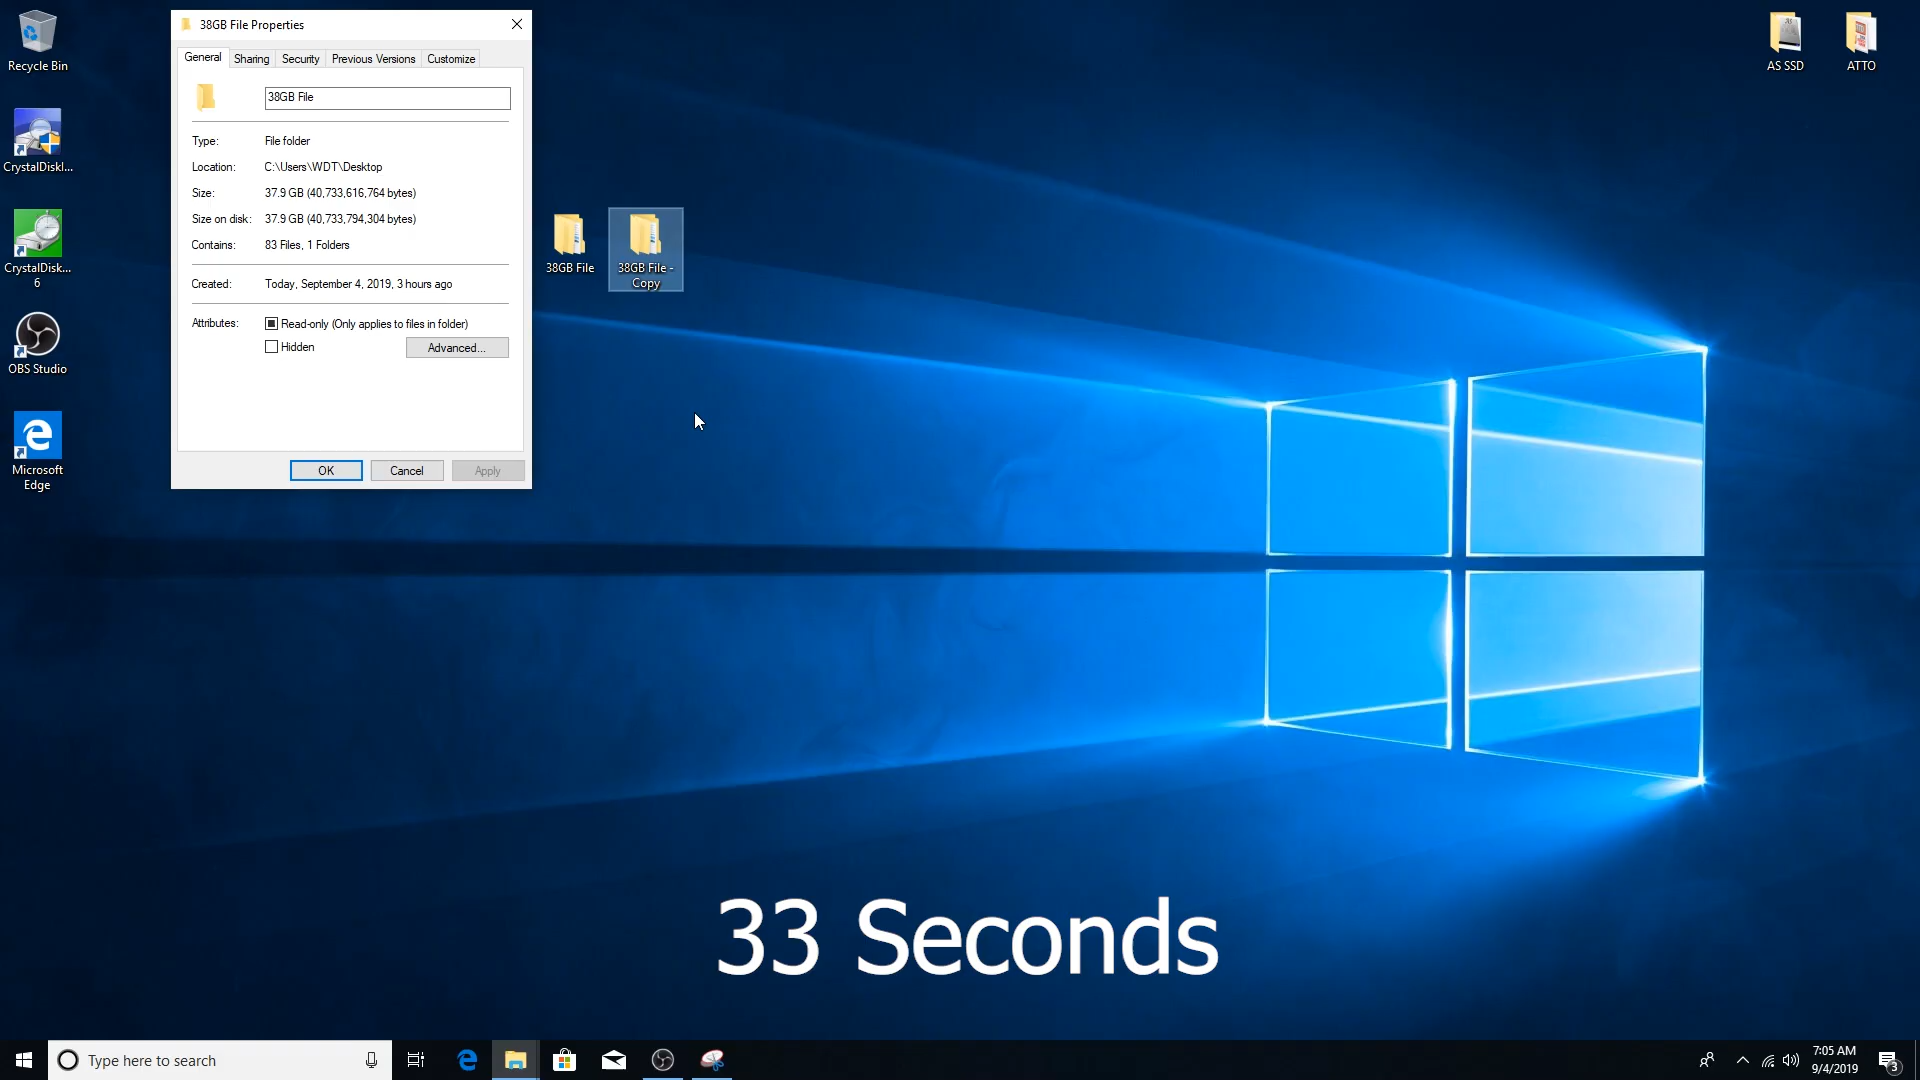 38GB File Properties
General
Sharing
Security
Previous Versions
Customize
38GB File
Type: File folder
Location: C:\Users\WDT\Desktop
Size: 37.9 GB (40,733,616,764 bytes)
Size on disk: 37.9 GB (40,733,794,304 bytes)
Contains: 83 Files, 1 Folders
Created: Today, September 4, 2019, 3 hours ago
Attributes: Read-only (Only applies to files in folder)
Hidden
Advanced...
OK
Cancel
Apply
Recycle Bin
CrystalDiskI...
CrystalDisk...
6
OBS Studio
Microsoft
Edge
38GB File
38GB File -
Copy
AS SSD
ATTO
33 Seconds
Type here to search
7:05 AM
9/4/2019
3